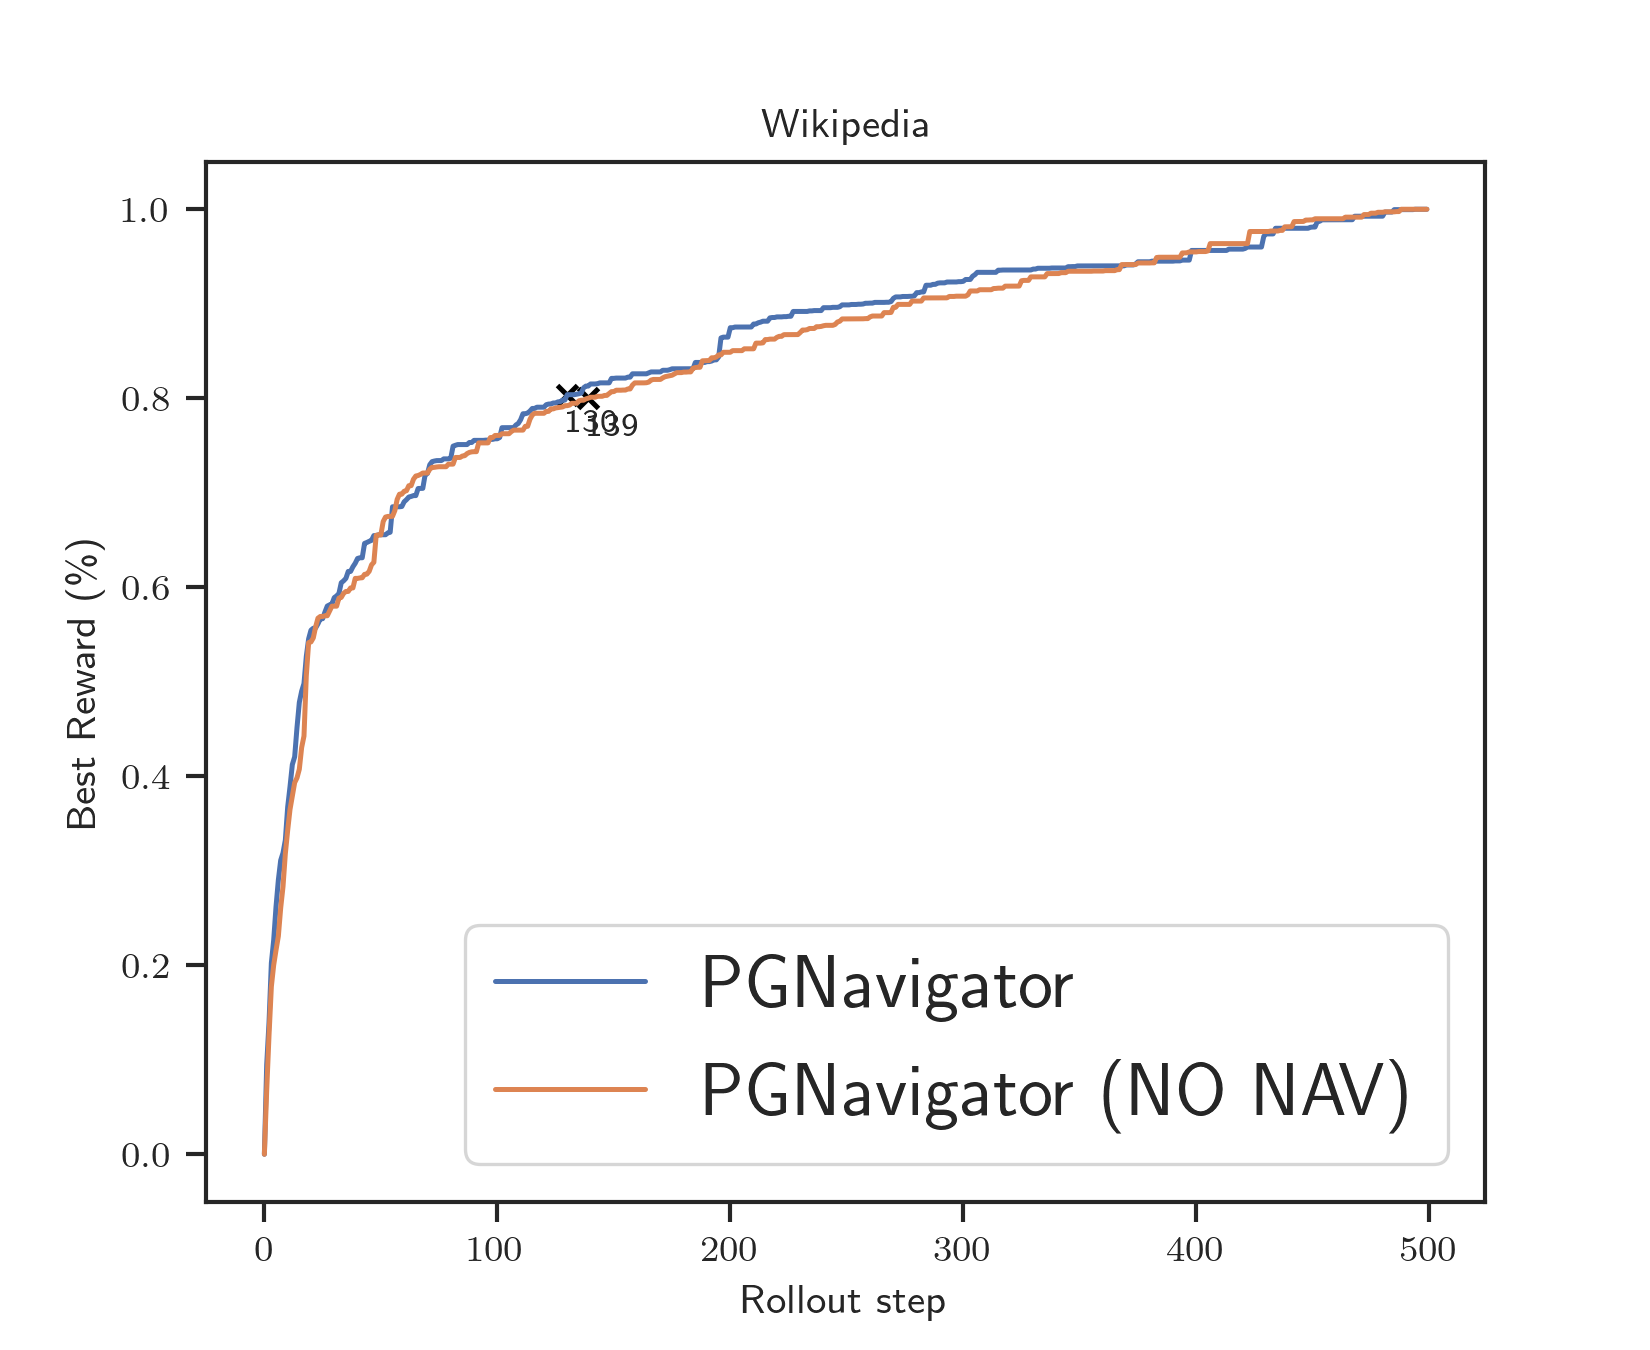 Wikipedia
1.0
0.8
0.6
0.4
0.2
0.0
Best Reward (%)
130
139
PGNavigator
PGNavigator (NO NAV)
0 100 200 300 400 500
Rollout step